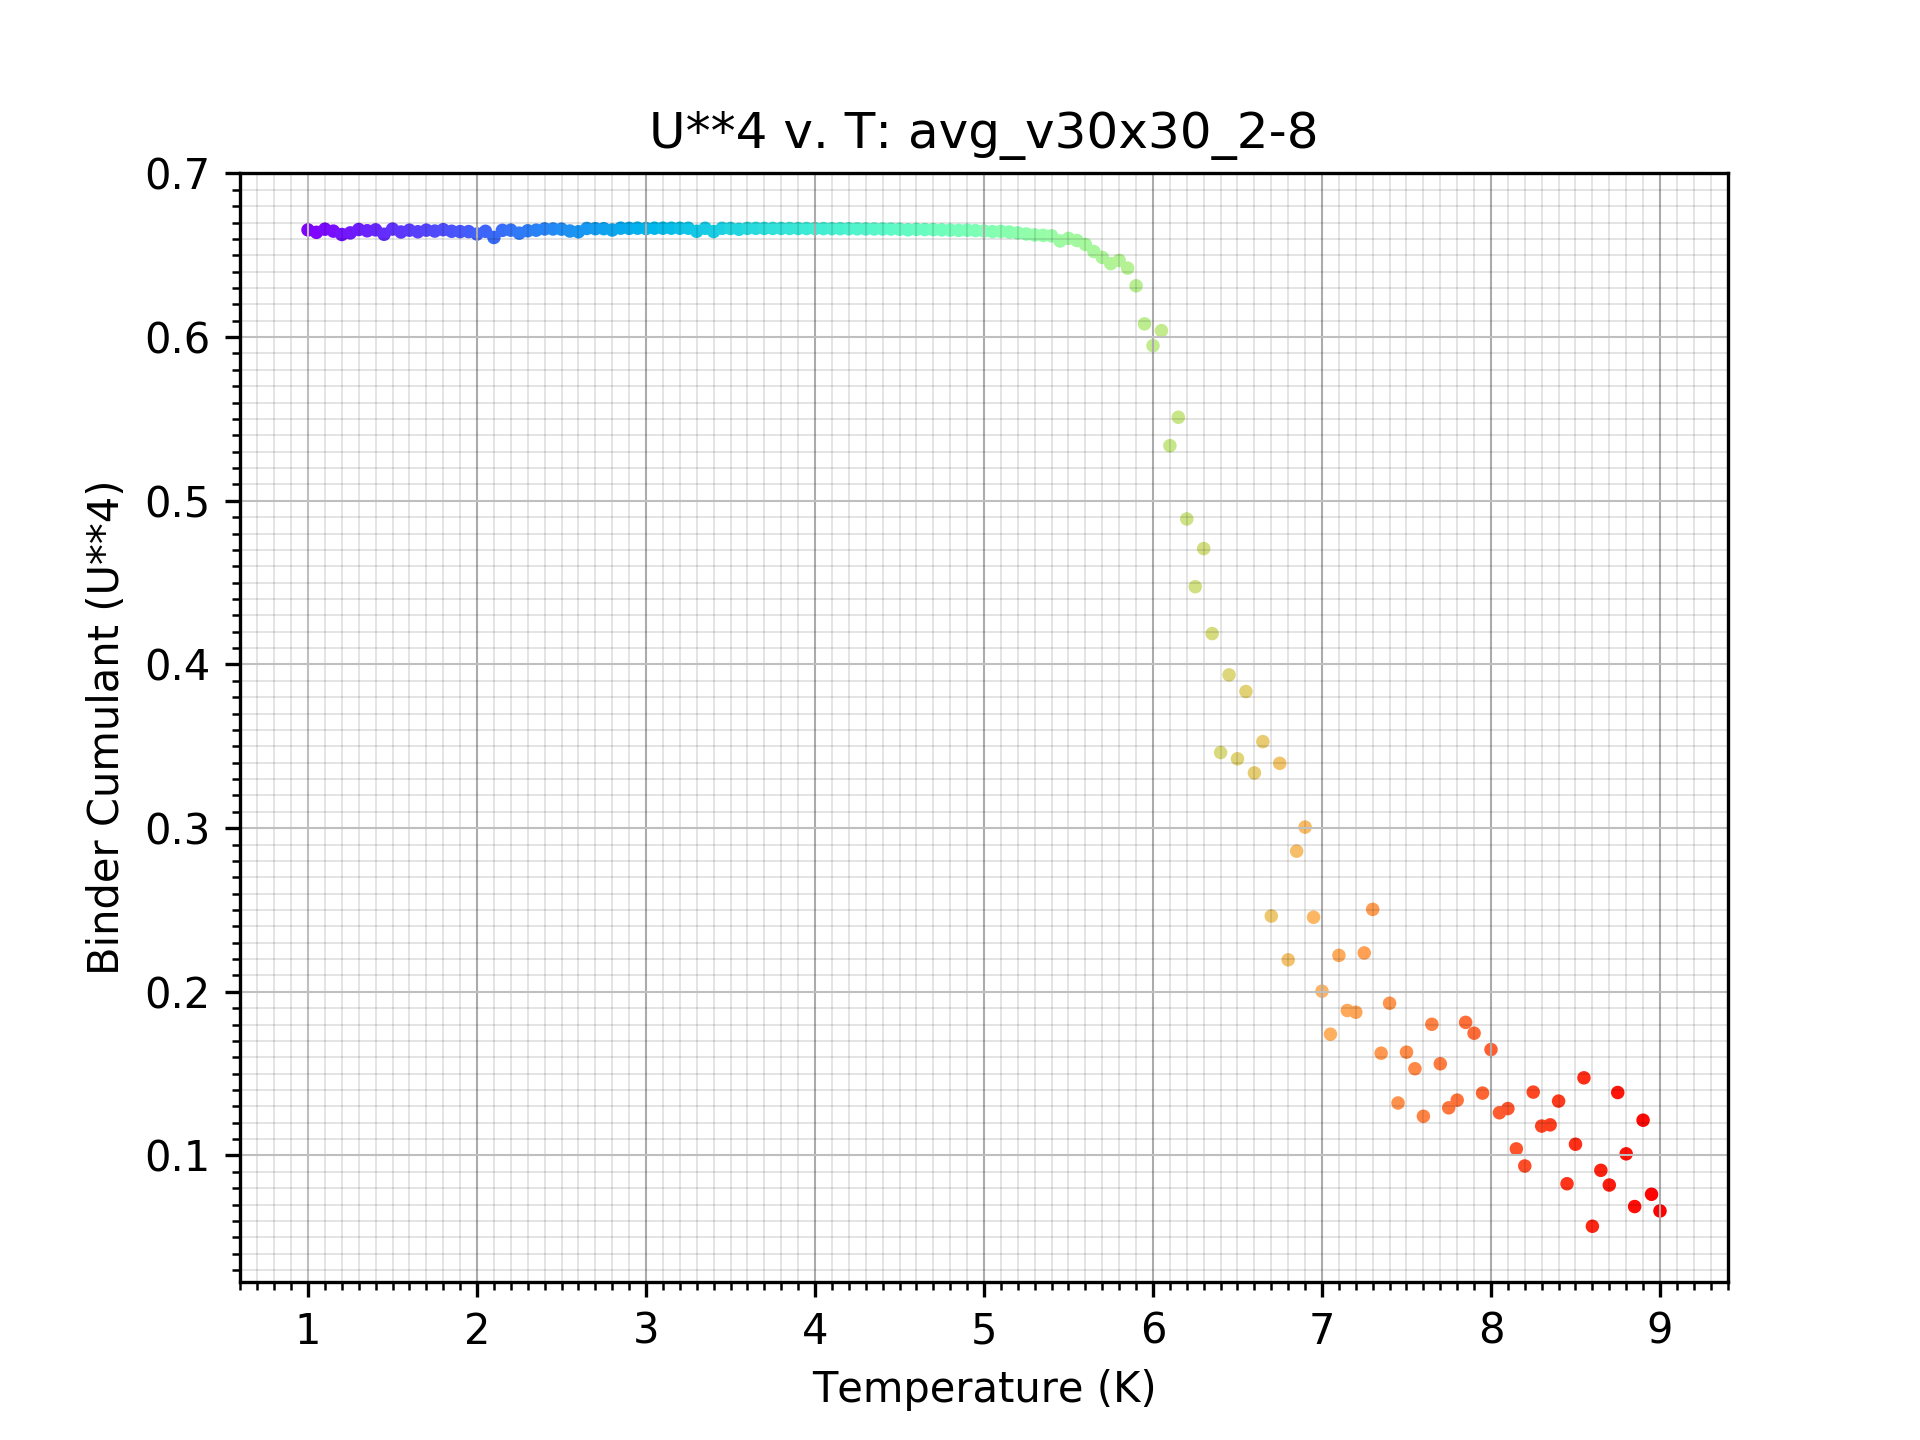 U**4 v. T: avg_v30x30_2-8
0.7
0.6
0.5
0.4
0.3
0.2
0.1
Binder Cumulant (U**4)
1 2 3 4 5 6 7 8 9
Temperature (K)